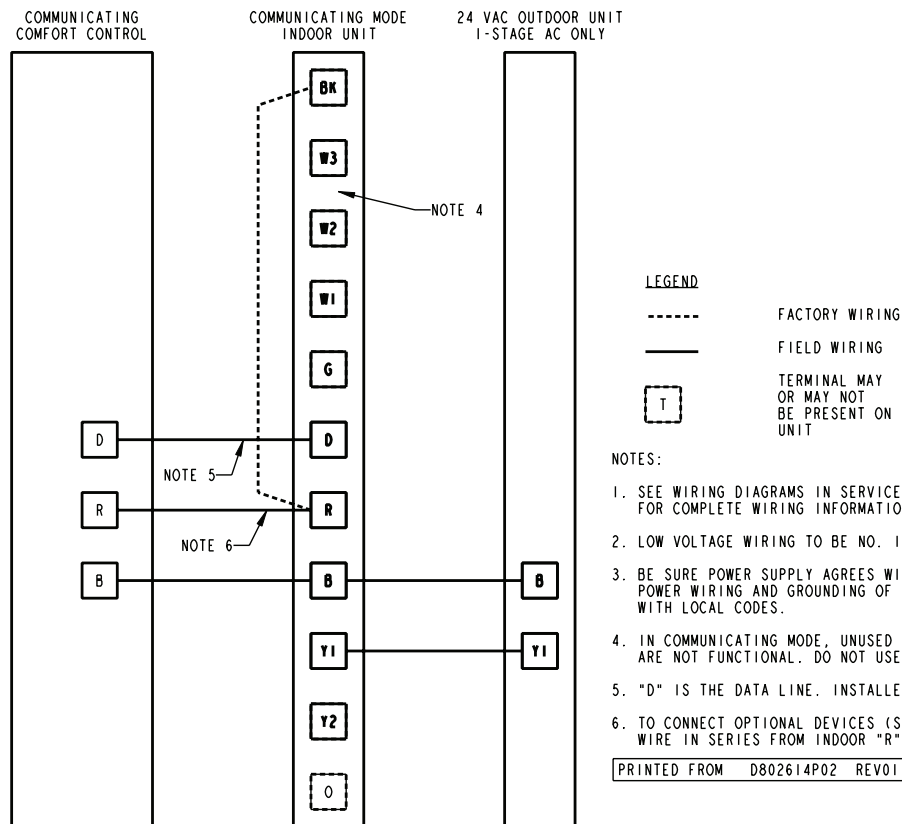 COMMUNICATING
COMFORT CONTROL
COMMUNICATING MODE
INDOOR UNIT
24 VAC OUTDOOR UNIT
1-STAGE AC ONLY
BK
W3
NOTE 4
W2
W1
G
D
D
NOTE 5
R
R
NOTE 6
B
B
B
Y1
Y1
Y2
O
LEGEND
FACTORY WIRING
FIELD WIRING
T
TERMINAL MAY
OR MAY NOT
BE PRESENT ON
UNIT
NOTES:
1. SEE WIRING DIAGRAMS IN SERVICE
FOR COMPLETE WIRING INFORMATIO
2. LOW VOLTAGE WIRING TO BE NO. 1
3. BE SURE POWER SUPPLY AGREES WI
POWER WIRING AND GROUNDING OF
WITH LOCAL CODES.
4. IN COMMUNICATING MODE, UNUSED
ARE NOT FUNCTIONAL. DO NOT USE
5. "D" IS THE DATA LINE. INSTALLE
6. TO CONNECT OPTIONAL DEVICES (S
WIRE IN SERIES FROM INDOOR "R"
PRINTED FROM D802614P02 REV01